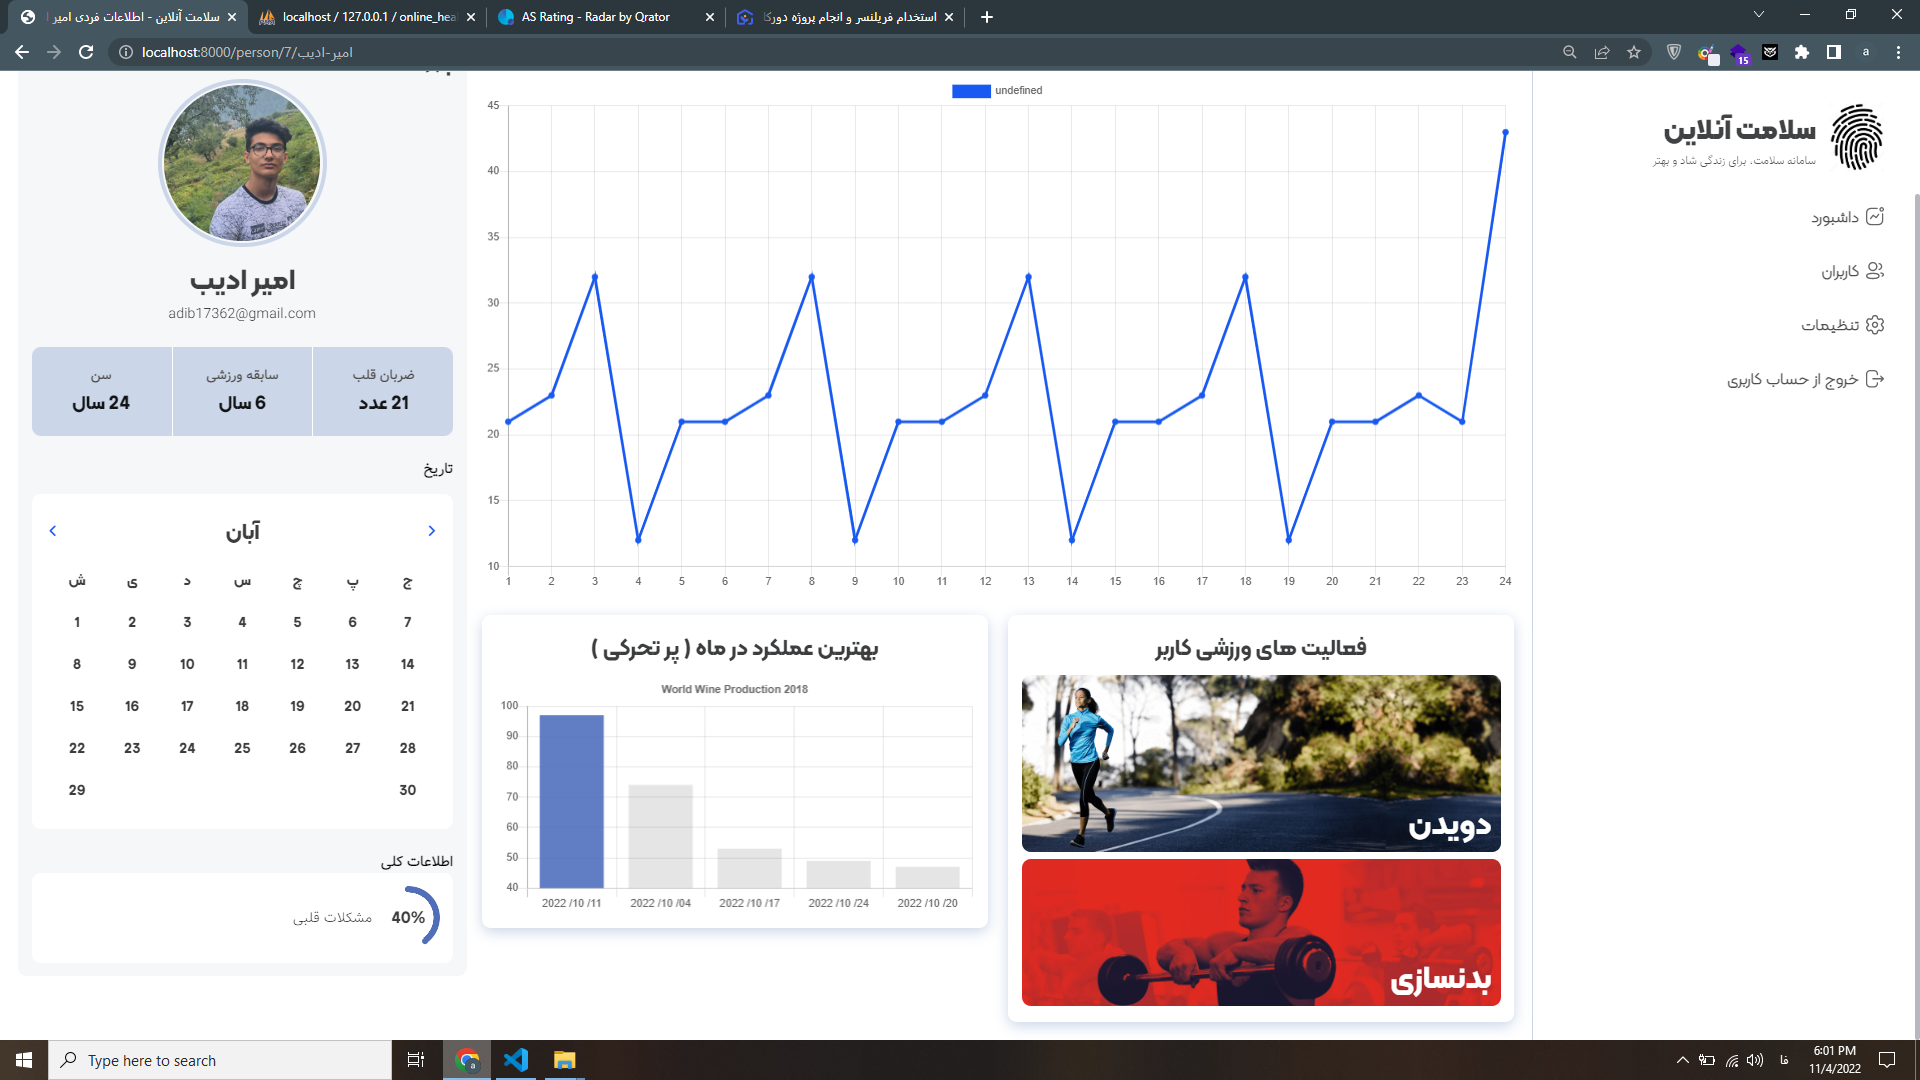 سلامت آنلاین - اطلاعات فردی امیر ا
localhost / 127.0.0.1 / online_hea
AS Rating - Radar by Qrator
استخدام فریلنسر و انجام پروژه دورکا
localhost:8000/person/7/امیر-ادیب
15
a
سلامت آنلاین
سامانه سلامت، برای زندگی شاد و بهتر
داشبورد
کاربران
تنظیمات
خروج از حساب کاربری
undefined
45
40
35
30
25
20
15
10
1 2 3 4 5 6 7 8 9 10 11 12 13 14 15 16 17 18 19 20 21 22 23 24
امیر ادیب
adib17362@gmail.com
ضربان قلب
21 عدد
سابقه ورزشی
6 سال
سن
24 سال
تاریخ
آبان
ش ی د س چ پ ج
1 2 3 4 5 6 7
8 9 10 11 12 13 14
15 16 17 18 19 20 21
22 23 24 25 26 27 28
29 30
اطلاعات کلی
40%
مشکلات قلبی
بهترین عملکرد در ماه ( پر تحرکی )
World Wine Production 2018
100
90
80
70
60
50
40
2022 /10 /11 2022 /10 /04 2022 /10 /17 2022 /10 /24 2022 /10 /20
فعالیت های ورزشی کاربر
دویدن
بدنسازی
Type here to search
a
فا
6:01 PM
11/4/2022